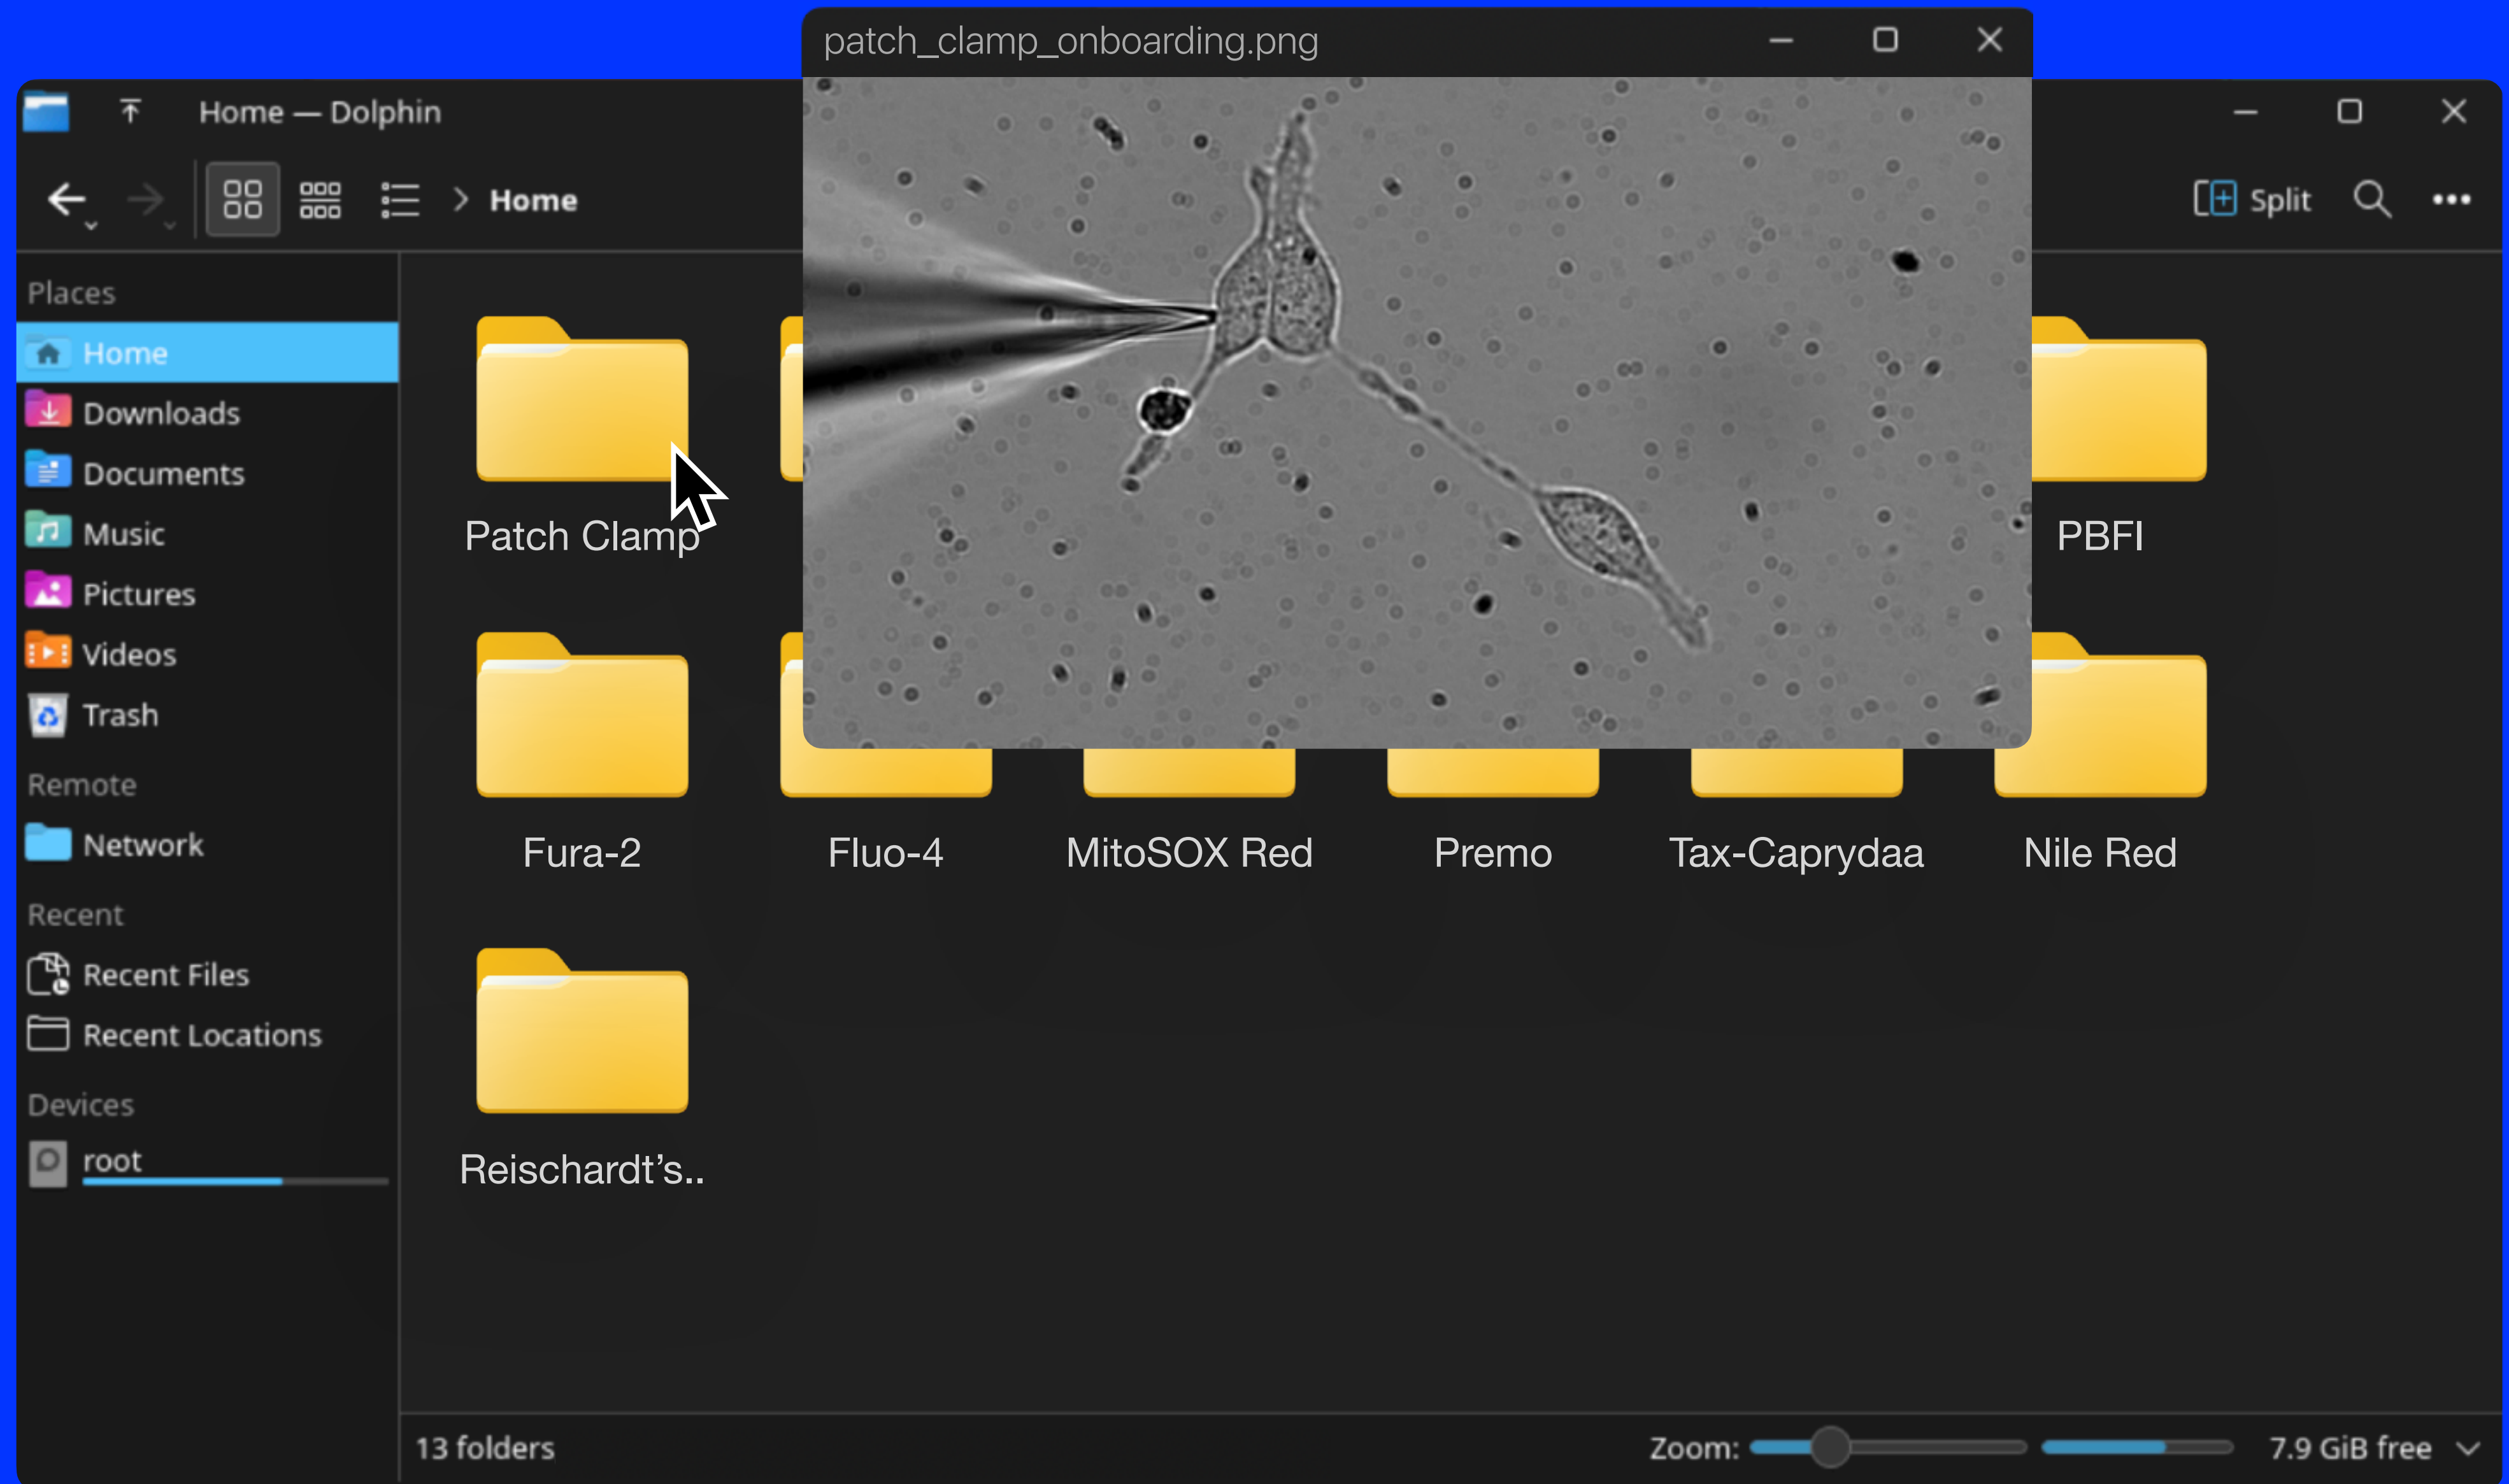 patch_clamp_onboarding.png
Home — Dolphin
Home
Split
Places
Home
Downloads
Documents
Music
Pictures
Videos
Trash
Remote
Network
Recent
Recent Files
Recent Locations
Devices
root
Patch Clamp
PBFI
Fura-2
Fluo-4
MitoSOX Red
Premo
Tax-Caprydaa
Nile Red
Reischardt’s..
13 folders
Zoom:
7.9 GiB free